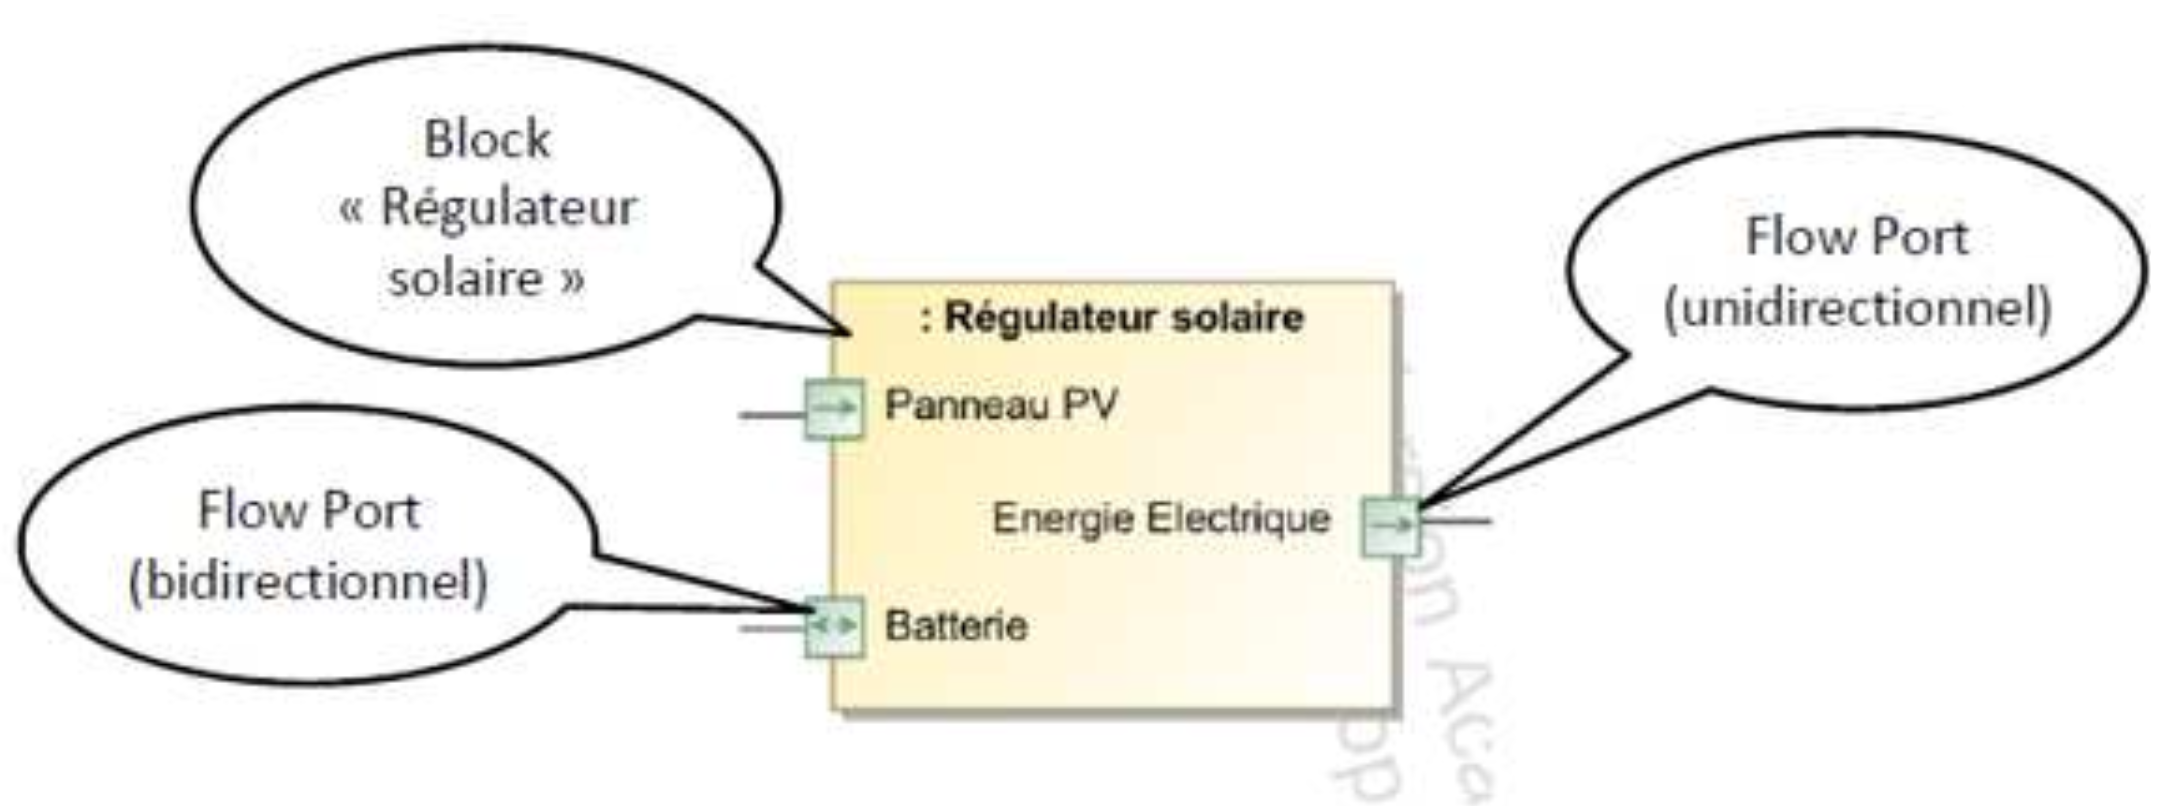 Block
« Régulateur
solaire »
Flow Port
(unidirectionnel)
: Régulateur solaire
Panneau PV
Energie Electrique
Flow Port
(bidirectionnel)
Batterie